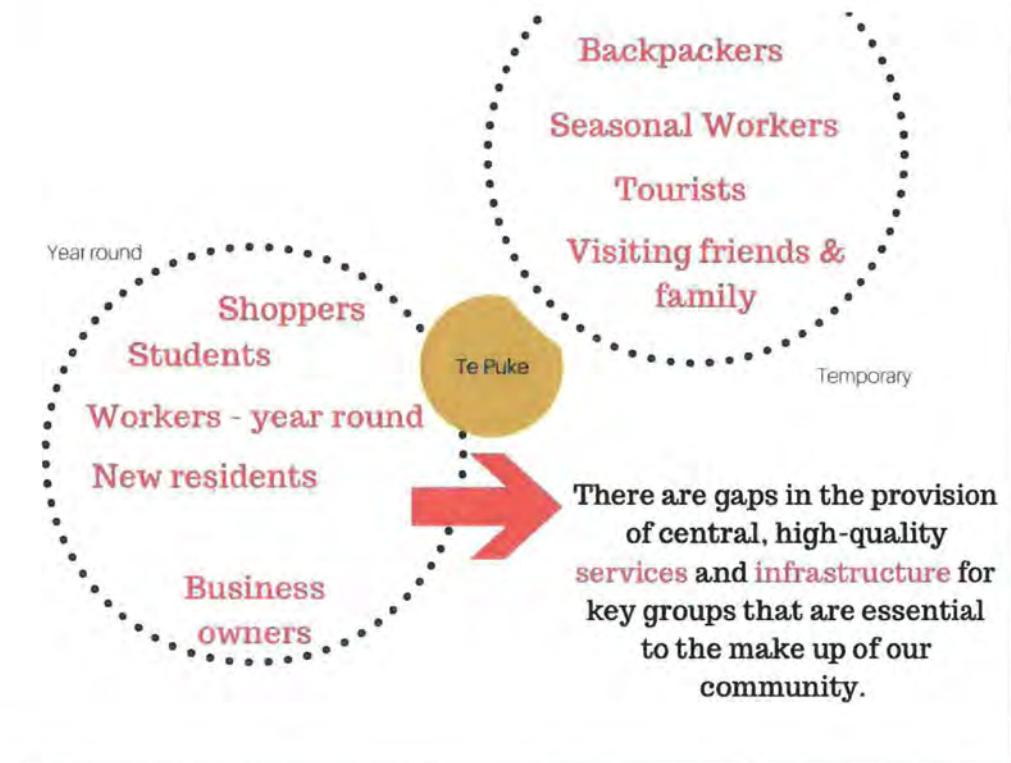 Backpackers
Seasonal Workers
Tourists
Visiting friends &
family
Temporary
Year round
Shoppers
Students
Workers - year round
New residents
Business
owners
Te Puke
There are gaps in the provision
of central, high-quality
services and infrastructure for
key groups that are essential
to the make up of our
community.